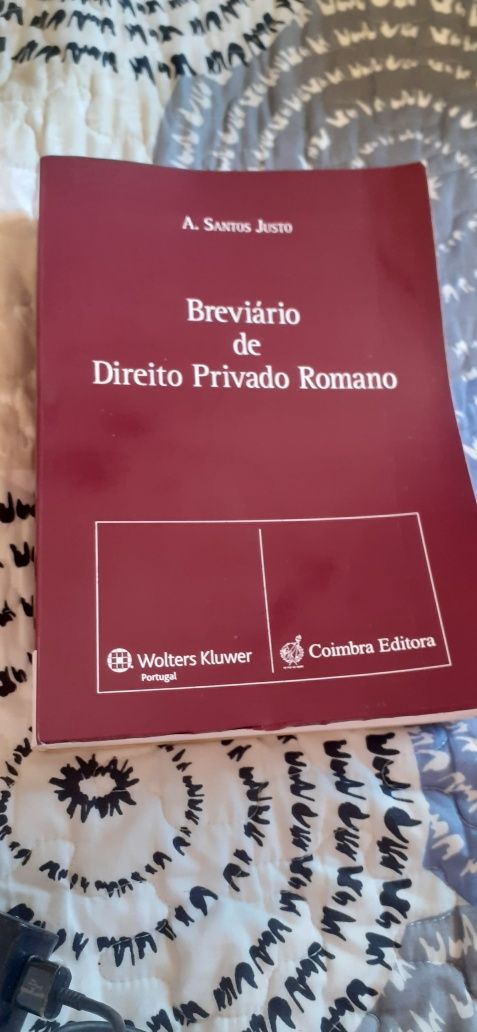 A. Santos Justo
Breviário
de
Direito Privado Romano
Wolters Kluwer
Portugal
Coimbra Editora